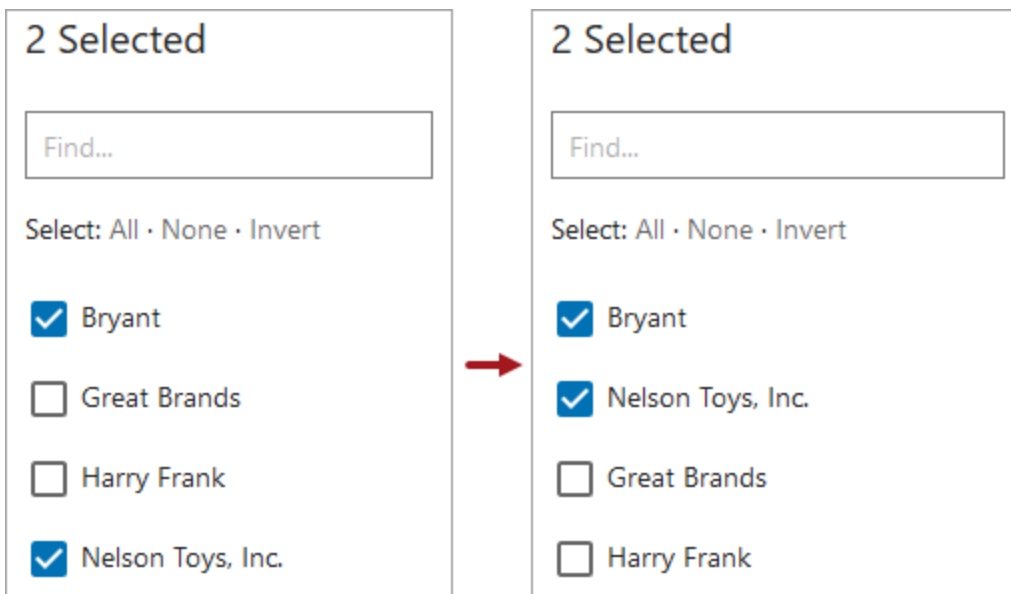 2 Selected
Find...
Select: All · None · Invert
Bryant
Great Brands
Harry Frank
Nelson Toys, Inc.
2 Selected
Find...
Select: All · None · Invert
Bryant
Nelson Toys, Inc.
Great Brands
Harry Frank